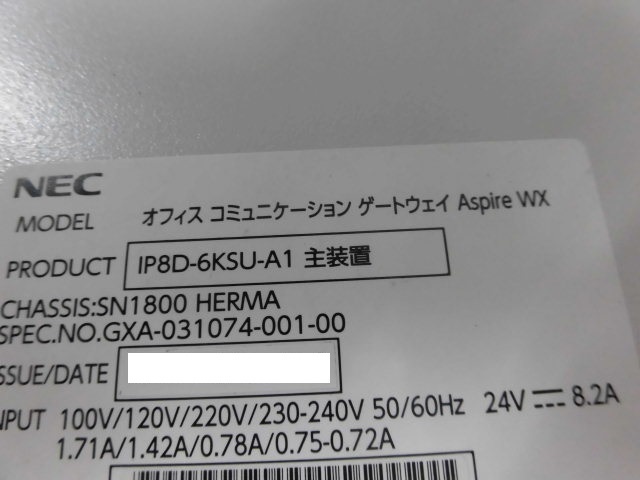 NEC
MODEL オフィス コミュニケーション ゲートウェイ Aspire WX
PRODUCT IP8D-6KSU-A1 主装置
CHASSIS:SN1800 HERMA
SPEC.NO.GXA-031074-001-00
ISSUE/DATE
INPUT 100V/120V/220V/230-240V 50/60Hz 24V ⎓ 8.2A
1.71A/1.42A/0.78A/0.75-0.72A